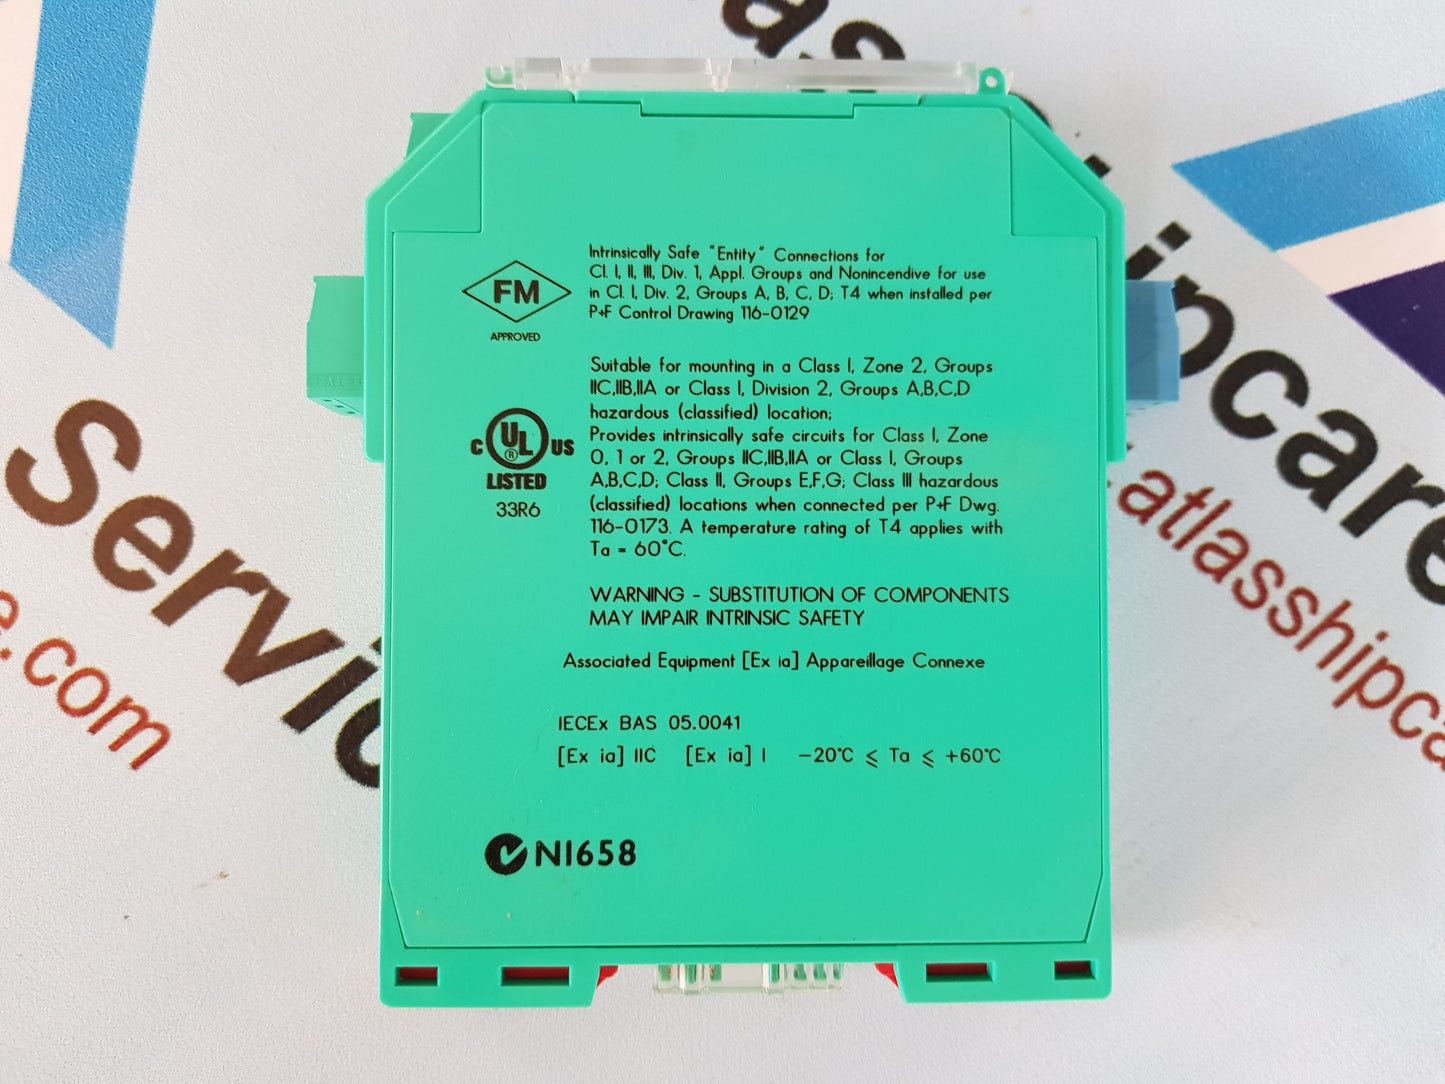 Intrinsically Safe "Entity" Connections for
Cl. I, II, III, Div. 1, Appl. Groups and Nonincendive for use
in Cl. I, Div. 2, Groups A, B, C, D; T4 when installed per
P+F Control Drawing 116-0129
FM
APPROVED
Suitable for mounting in a Class I, Zone 2, Groups
IIC,IIB,IIA or Class I, Division 2, Groups A,B,C,D
hazardous (classified) location;
Provides intrinsically safe circuits for Class I, Zone
0, 1 or 2, Groups IIC,IIB,IIA or Class I, Groups
A,B,C,D; Class II, Groups E,F,G; Class III hazardous
(classified) locations when connected per P+F Dwg.
116-0173. A temperature rating of T4 applies with
Ta = 60°C.
C UL ® US
LISTED
33R6
WARNING - SUBSTITUTION OF COMPONENTS
MAY IMPAIR INTRINSIC SAFETY
Associated Equipment [Ex ia] Appareillage Connexe
IECEx BAS 05.0041
[Ex ia] IIC [Ex ia] I -20°C ≤ Ta ≤ +60°C
N1658
Servic
e.com
shipcare
atlasshipca